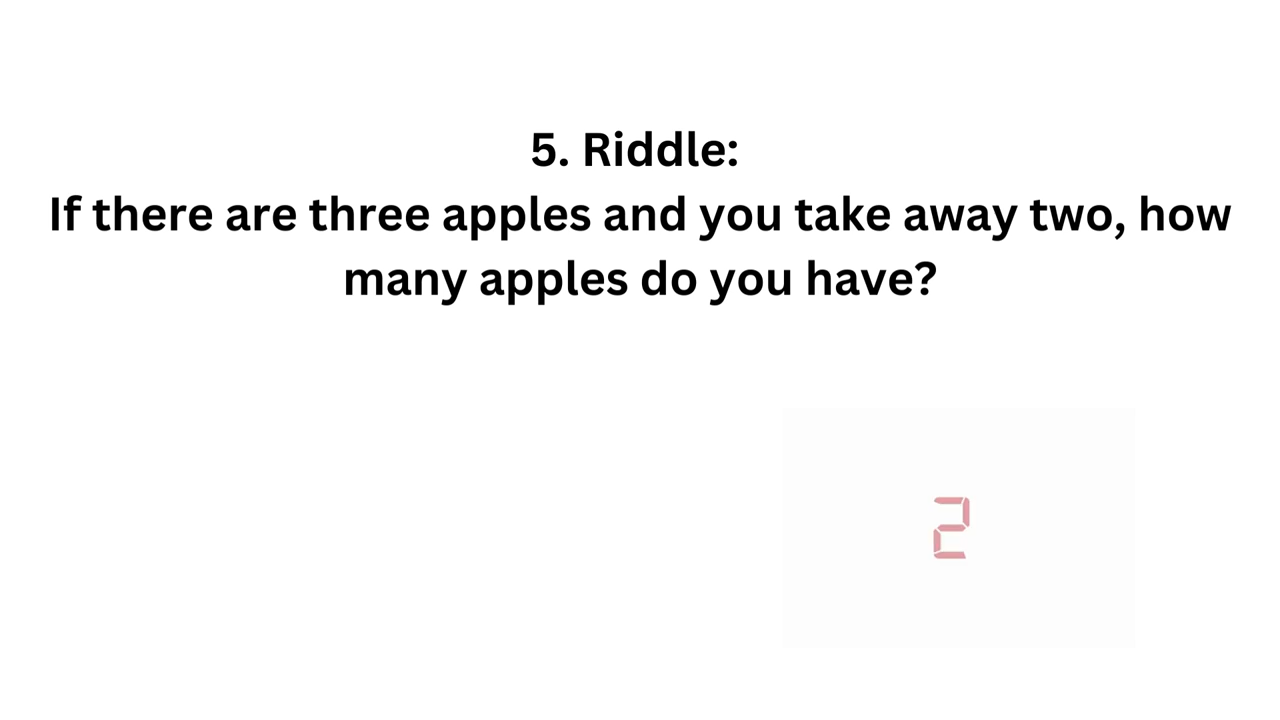 5. Riddle:
If there are three apples and you take away two, how
many apples do you have?
2